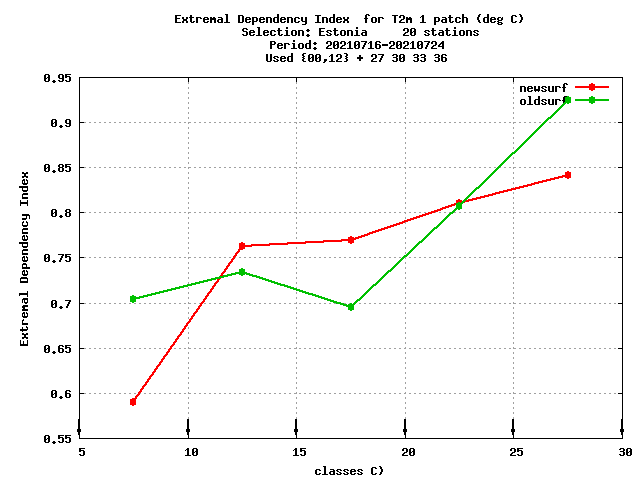 Extremal Dependency Index  for T2m 1 patch (deg C)
Selection: Estonia     20 stations
Period: 20210716-20210724
Used {00,12} + 27 30 33 36
newsurf
oldsurf
0.95
0.9
0.85
0.8
0.75
0.7
0.65
0.6
0.55
Extremal Dependency Index
5 10 15 20 25 30
classes C)